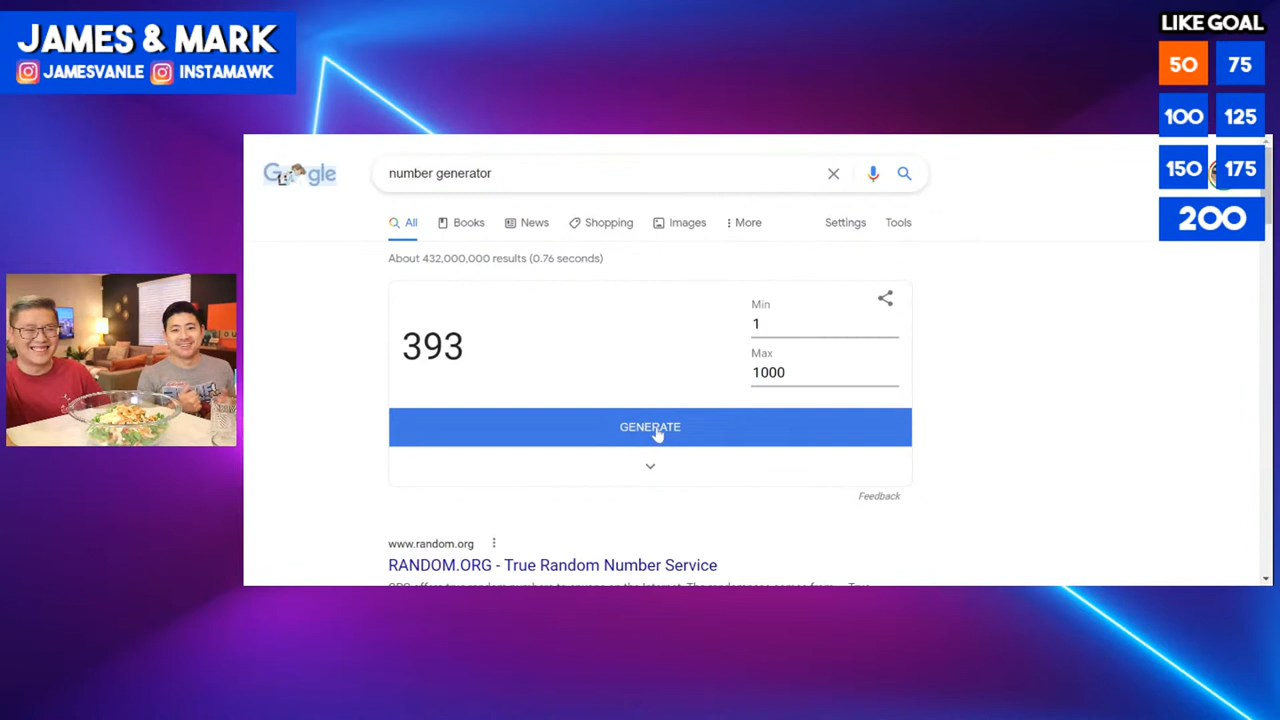 JAMES & MARK
JAMESVANLE INSTAMAWK
LIKE GOAL
50 75
100 125
150 175
200
Google
number generator
All Books News Shopping Images More Settings Tools
About 432,000,000 results (0.76 seconds)
393
Min
1
Max
1000
GENERATE
Feedback
www.random.org
RANDOM.ORG - True Random Number Service